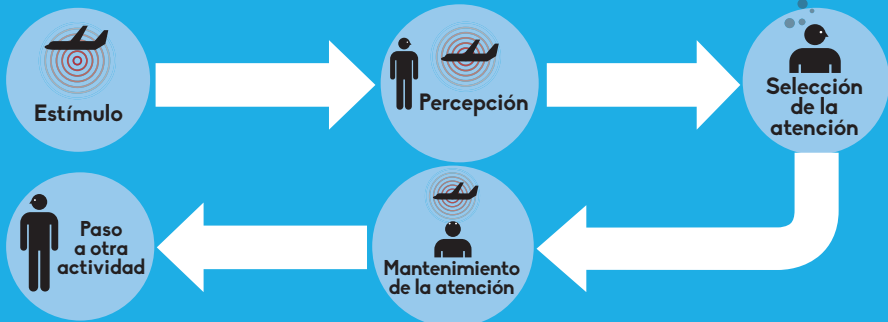 Estímulo
Percepción
Selección
de la
atención
Mantenimiento
de la atención
Paso
a otra
actividad